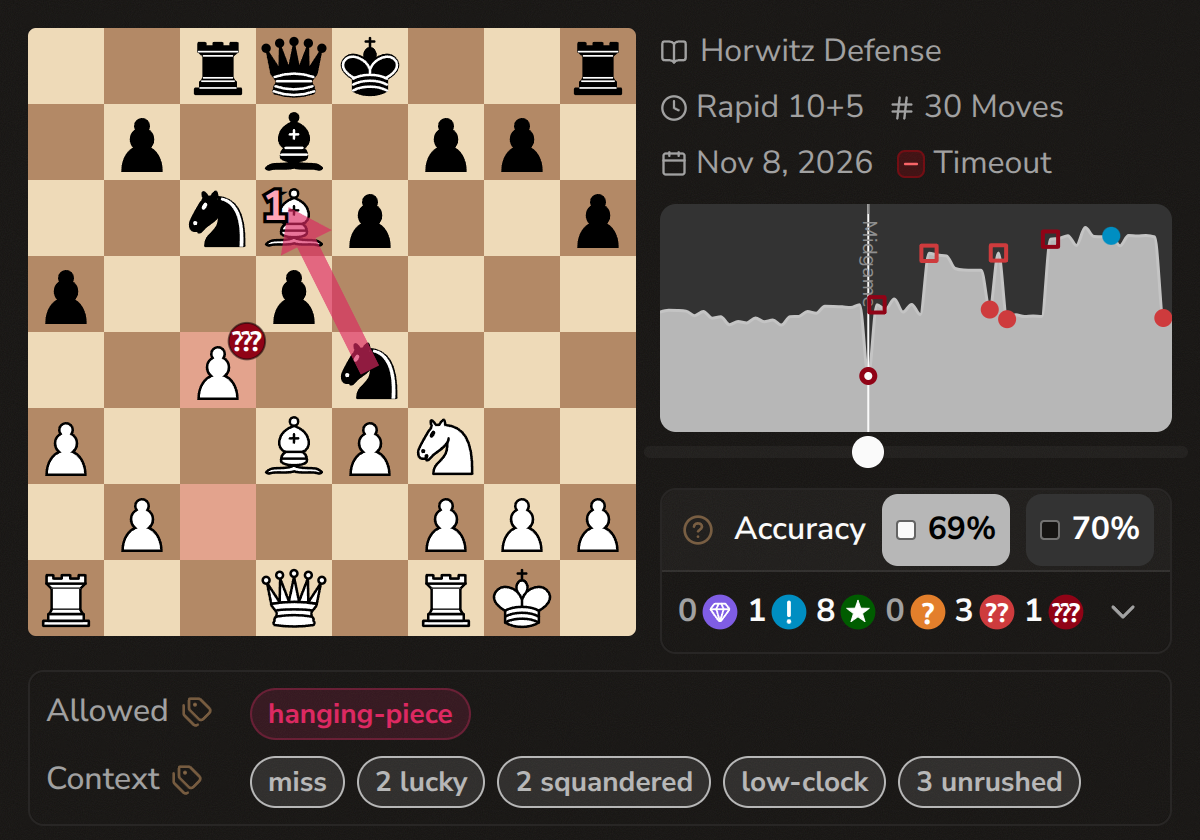 Horwitz Defense
Rapid 10+5 # 30 Moves
Nov 8, 2026 Timeout
1
???
Midgame
Accuracy 69% 70%
0 1 ! 8 0 ? 3 ?? 1 ???
Allowed hanging-piece
Context miss 2 lucky 2 squandered low-clock 3 unrushed